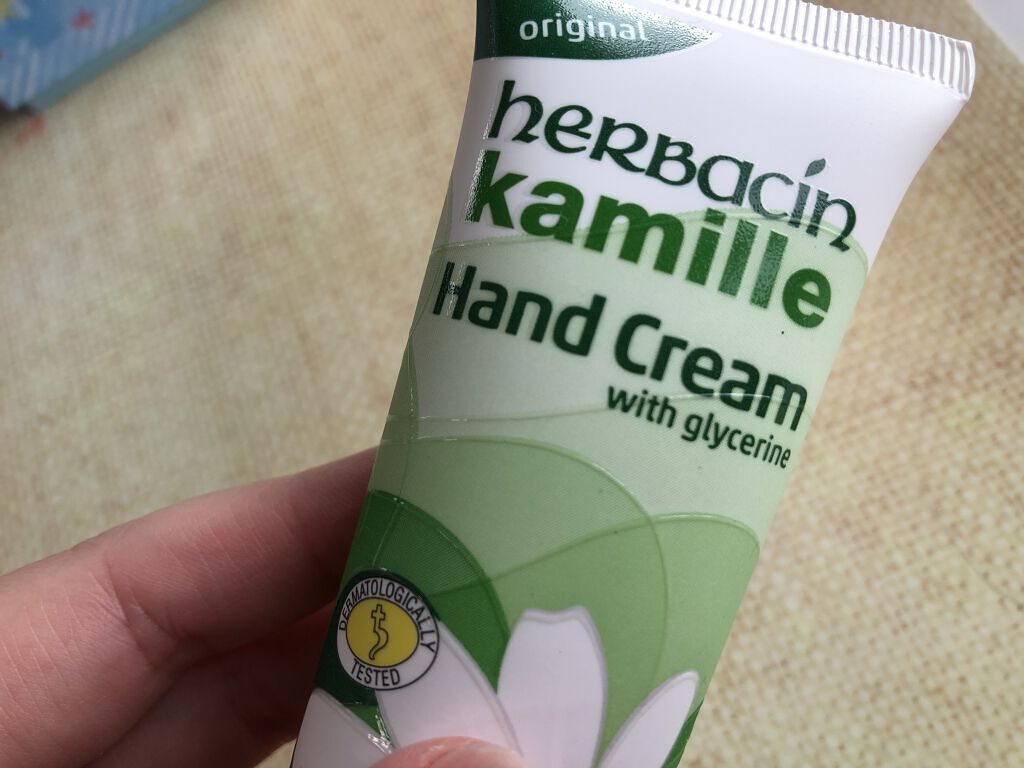 original
herbacin
kamille
Hand Cream
with glycerine
DERMATOLOGICALLY
TESTED